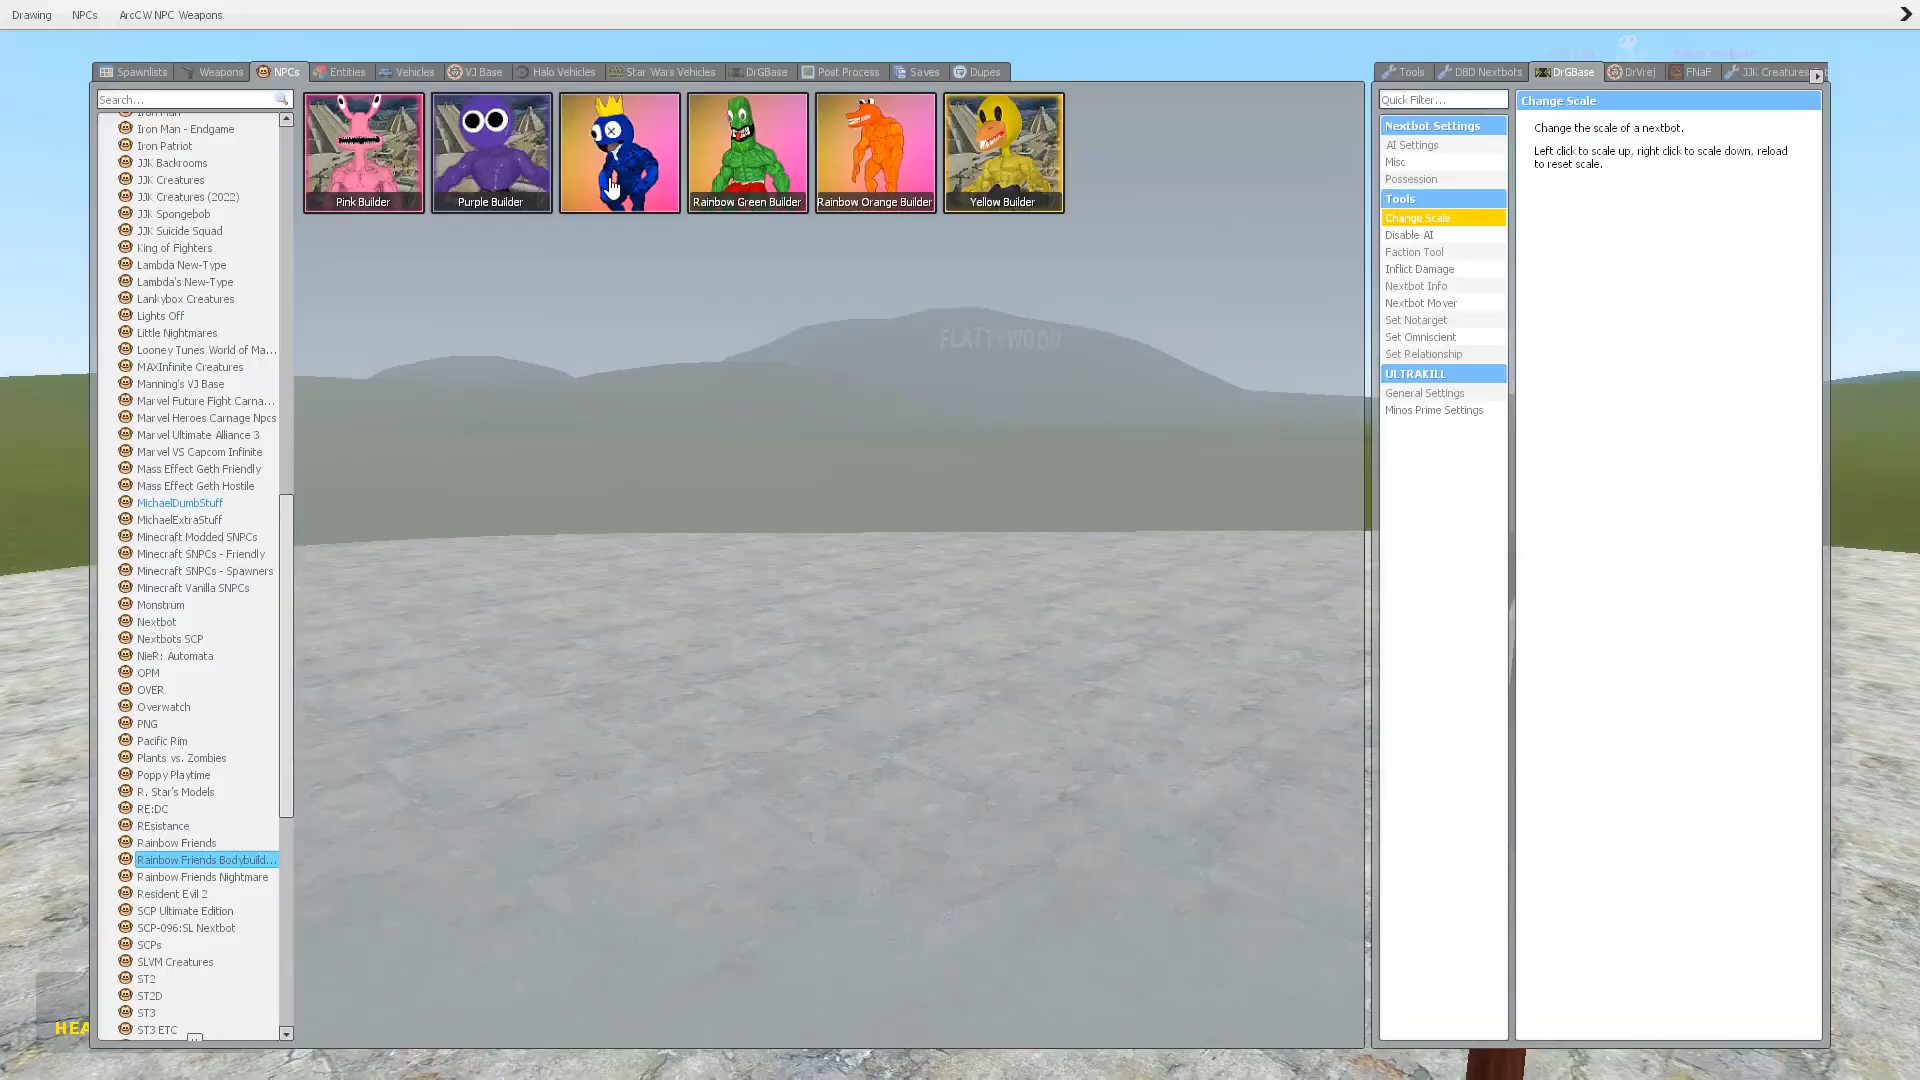 Drawing NPCs ArcCW NPC Weapons
Spawnlists Weapons NPCs Entities Vehicles VJ Base Halo Vehicles Star Wars Vehicles DrGBase Post Process Saves Dupes
Search...
Iron Man
Iron Man - Endgame
Iron Patriot
JJK Backrooms
JJK Creatures
JJK Creatures (2022)
JJK Spongebob
JJK Suicide Squad
King of Fighters
Lambda New-Type
Lambda's New-Type
Lankybox Creatures
Lights Off
Little Nightmares
Looney Tunes World of Ma...
MAXInfinite Creatures
Manning's VJ Base
Marvel Future Fight Carna...
Marvel Heroes Carnage Npcs
Marvel Ultimate Alliance 3
Marvel VS Capcom Infinite
Mass Effect Geth Friendly
Mass Effect Geth Hostile
MichaelDumbStuff
MichaelExtraStuff
Minecraft Modded SNPCs
Minecraft SNPCs - Friendly
Minecraft SNPCs - Spawners
Minecraft Vanilla SNPCs
Monstrum
Nextbot
Nextbots SCP
NieR: Automata
OPM
OVER
Overwatch
PNG
Pacific Rim
Plants vs. Zombies
Poppy Playtime
R. Star's Models
RE:DC
REsistance
Rainbow Friends
Rainbow Friends Bodybuild...
Rainbow Friends Nightmare
Resident Evil 2
SCP Ultimate Edition
SCP-096:SL Nextbot
SCPs
SLVM Creatures
ST2
ST2D
ST3
ST3 ETC
Pink Builder
Purple Builder
Rainbow Green Builder
Rainbow Orange Builder
Yellow Builder
FLATTYWOOD
HEA
Tools DBD Nextbots DrGBase DrVrej FNaF JJK Creatures
Quick Filter...
Nextbot Settings
AI Settings
Misc
Possession
Tools
Change Scale
Disable AI
Faction Tool
Inflict Damage
Nextbot Info
Nextbot Mover
Set Notarget
Set Omniscient
Set Relationship
ULTRAKILL
General Settings
Minos Prime Settings
Change Scale
Change the scale of a nextbot.
Left click to scale up, right click to scale down, reload
to reset scale.